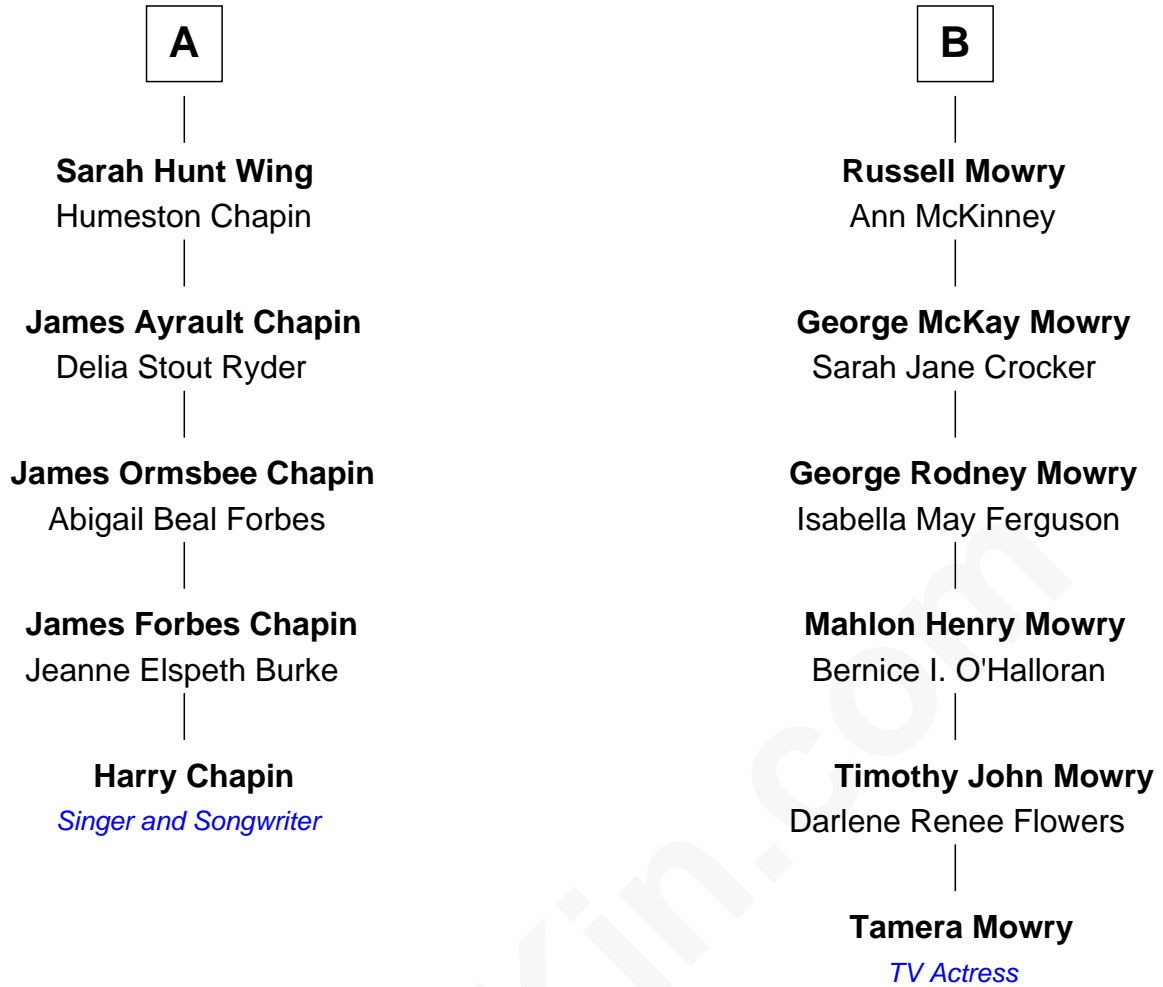 A
Sarah Hunt Wing
Humeston Chapin
James Ayrault Chapin
Delia Stout Ryder
James Ormsbee Chapin
Abigail Beal Forbes
James Forbes Chapin
Jeanne Elspeth Burke
Harry Chapin
Singer and Songwriter
B
Russell Mowry
Ann McKinney
George McKay Mowry
Sarah Jane Crocker
George Rodney Mowry
Isabella May Ferguson
Mahlon Henry Mowry
Bernice I. O'Halloran
Timothy John Mowry
Darlene Renee Flowers
Tamera Mowry
TV Actress
Kin.com